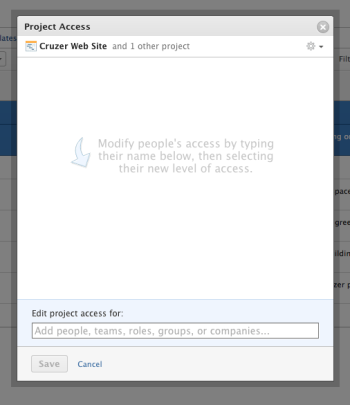 Project Access
Cruzer Web Site and 1 other project
Modify people's access by typing
their name below, then selecting
their new level of access.
Edit project access for:
Add people, teams, roles, groups, or companies...
Save Cancel